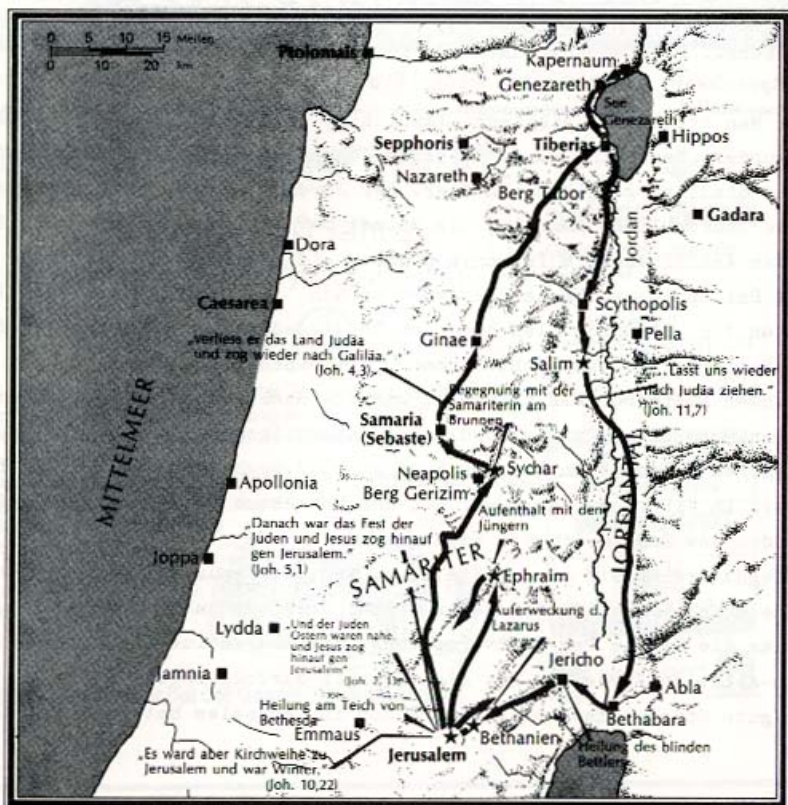 0 5 10 15 Meilen
0 10 20 km
Ptolomais
Kapernaum
Genezareth
See
Genezareth
Sepphoris
Tiberias
Hippos
Nazareth
Berg Tabor
Gadara
Jordan
Dora
Caesarea
Scythopolis
„verliess er das Land Judäa
und zog wieder nach Galiläa.
(Joh. 4,3)
Ginae
Pella
Salim
...Lasst uns wieder
nach Judäa ziehen.“
(Joh. 11,7)
Begegnung mit der
Samariterin am
Brunnen
Samaria
(Sebaste)
MITTELMEER
Sychar
Neapolis
Berg Gerizim
Apollonia
Aufenthalt mit den
Jüngern
JORDANTAL
„Danach war das Fest der
Juden und Jesus zog hinauf
gen Jerusalem.“
(Joh. 5,1)
Joppa
SAMARITER
Ephraim
Auferweckung d.
Lazarus
Lydda
„Und der Juden
Ostern waren nahe,
und Jesus zog
hinauf gen
Jerusalem“
(Joh. 2, 13)
Jericho
Jamnia
Abla
Bethabara
Heilung am Teich von
Bethesda
Emmaus
Jerusalem
Bethanien
Heilung des blinden
Bettlers
„Es ward aber Kirchweihe zu
Jerusalem und war Winter.“
(Joh. 10,22)